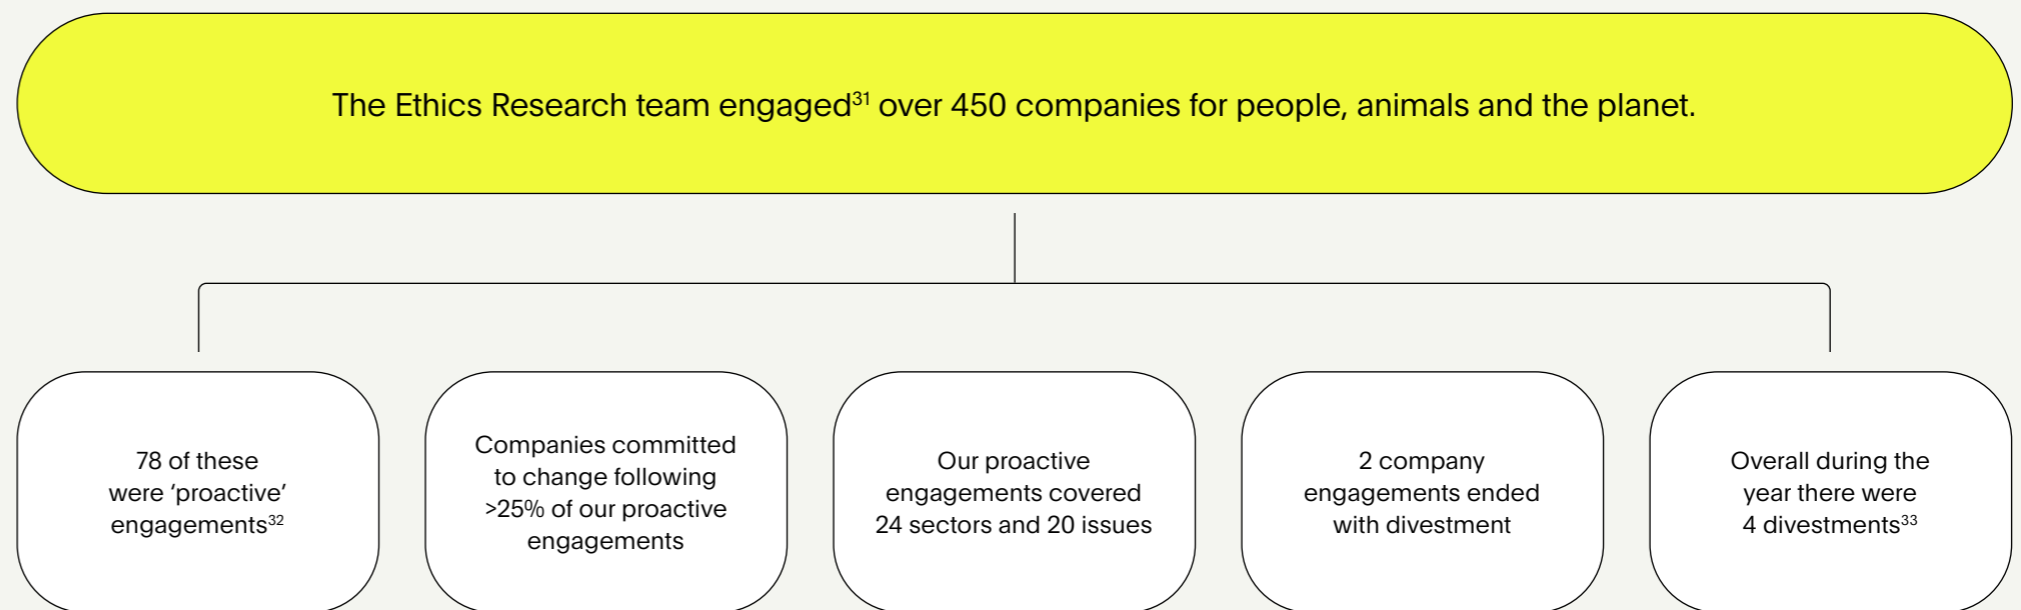 The Ethics Research team engaged³¹ over 450 companies for people, animals and the planet.
78 of these
were ‘proactive’
engagements³²
Companies committed
to change following
>25% of our proactive
engagements
Our proactive
engagements covered
24 sectors and 20 issues
2 company
engagements ended
with divestment
Overall during the
year there were
4 divestments³³